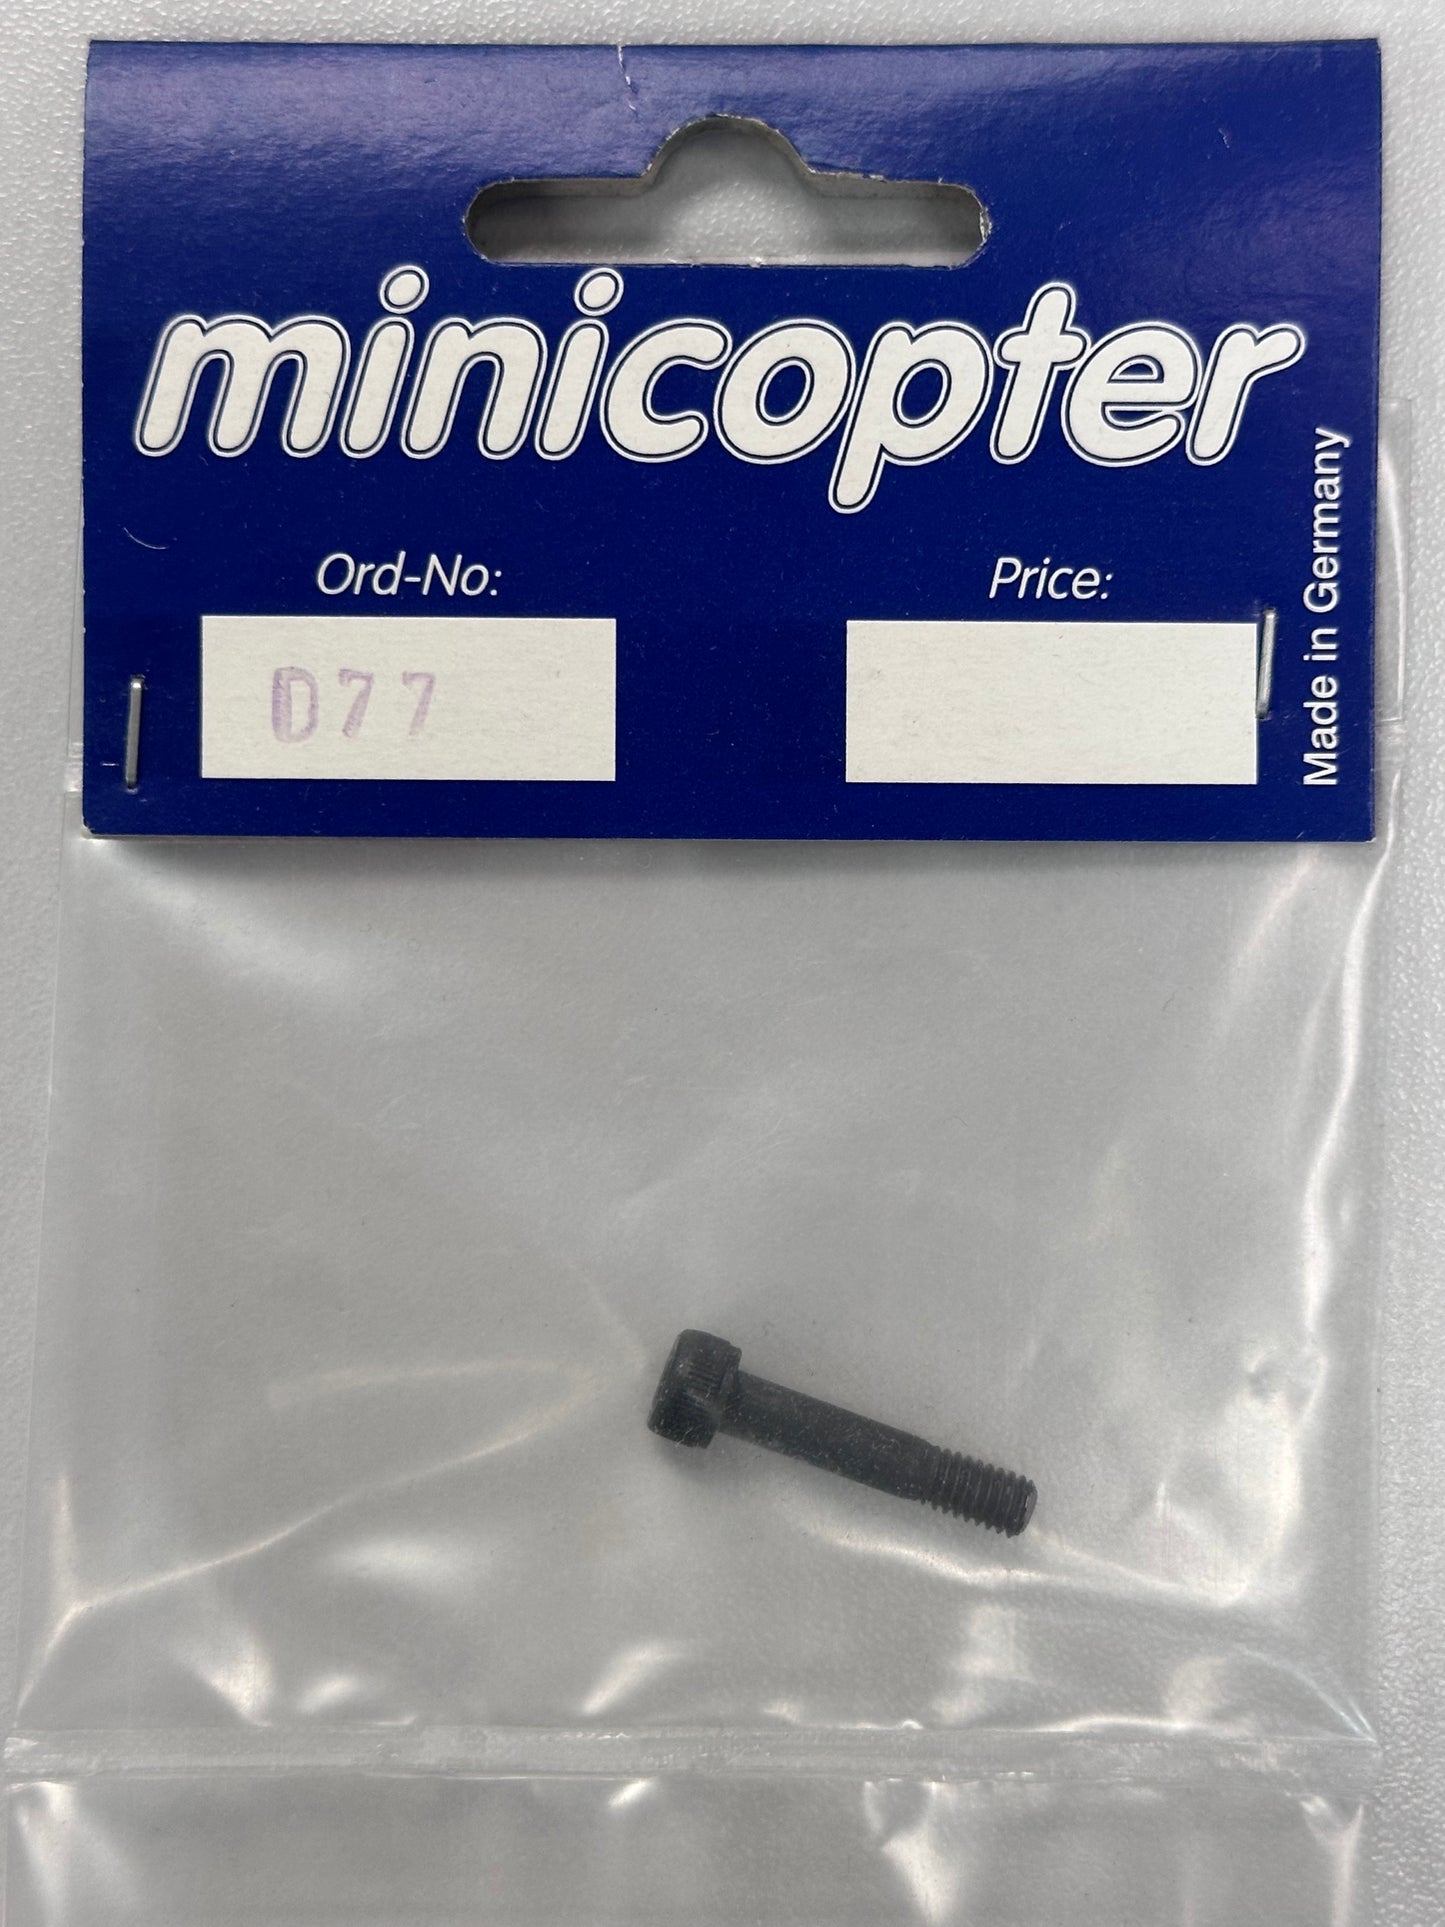 minicopter
Ord-No:
Price:
D77
Made in Germany